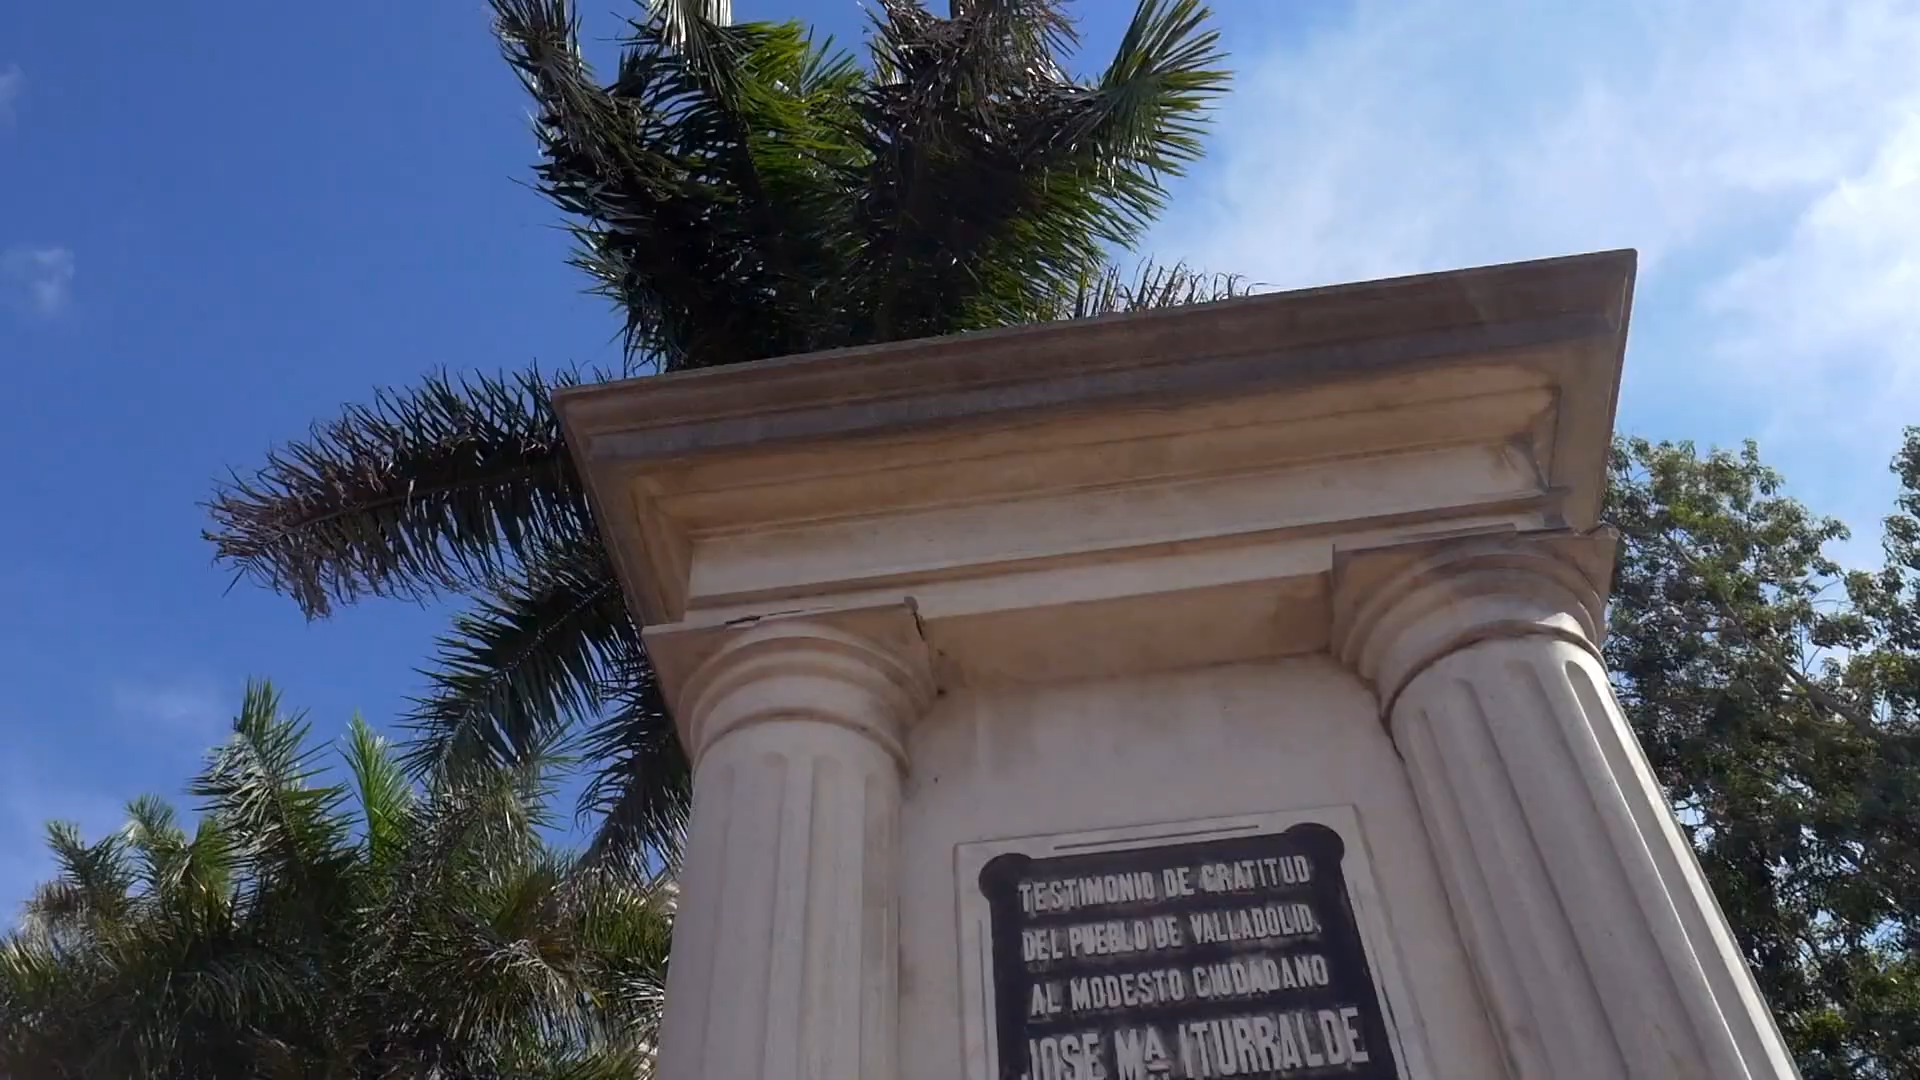 TESTIMONIO DE GRATITUD
DEL PUEBLO DE VALLADOLID,
AL MODESTO CIUDADANO
JOSE Mª ITURRALDE